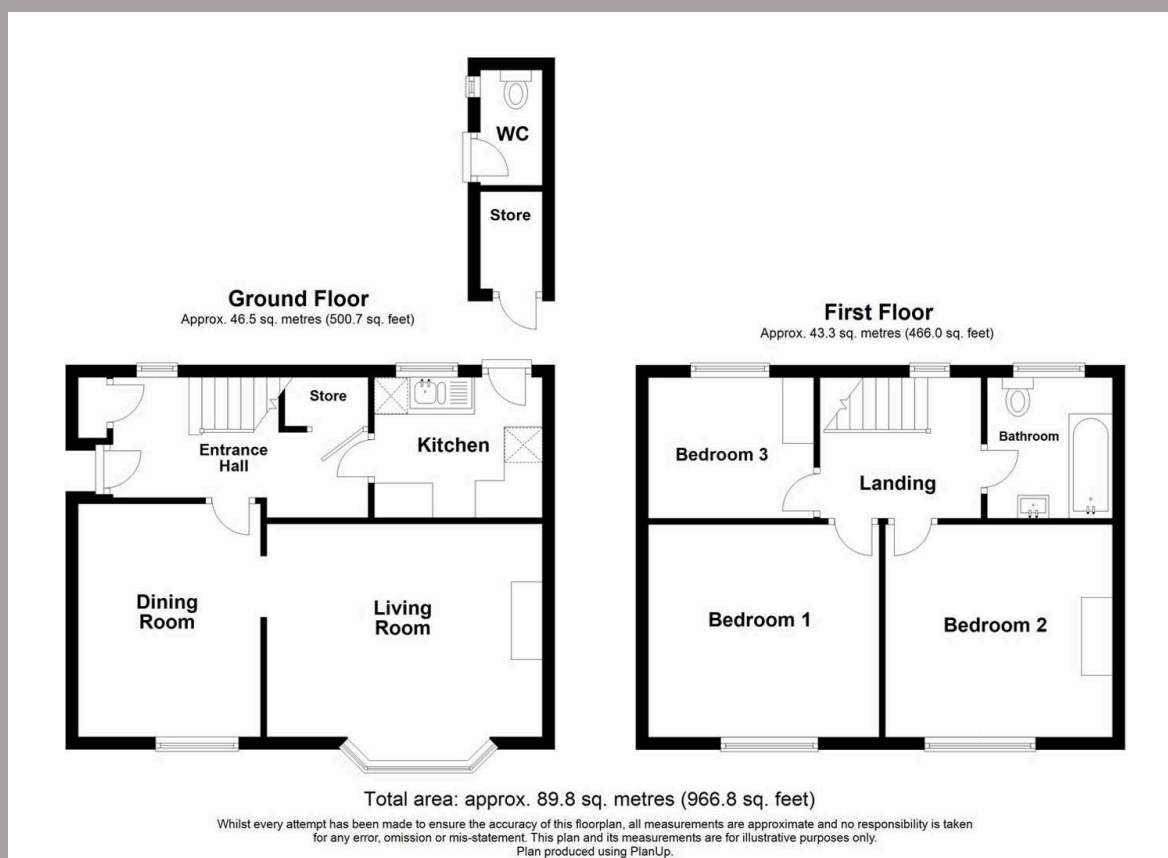 WC
Store
Ground Floor
Approx. 46.5 sq. metres (500.7 sq. feet)
Store
Kitchen
Entrance
Hall
Dining
Room
Living
Room
First Floor
Approx. 43.3 sq. metres (466.0 sq. feet)
Bedroom 3
Bathroom
Landing
Bedroom 1
Bedroom 2
Total area: approx. 89.8 sq. metres (966.8 sq. feet)
Whilst every attempt has been made to ensure the accuracy of this floorplan, all measurements are approximate and no responsibility is taken
for any error, omission or mis-statement. This plan and its measurements are for illustrative purposes only.
Plan produced using PlanUp.